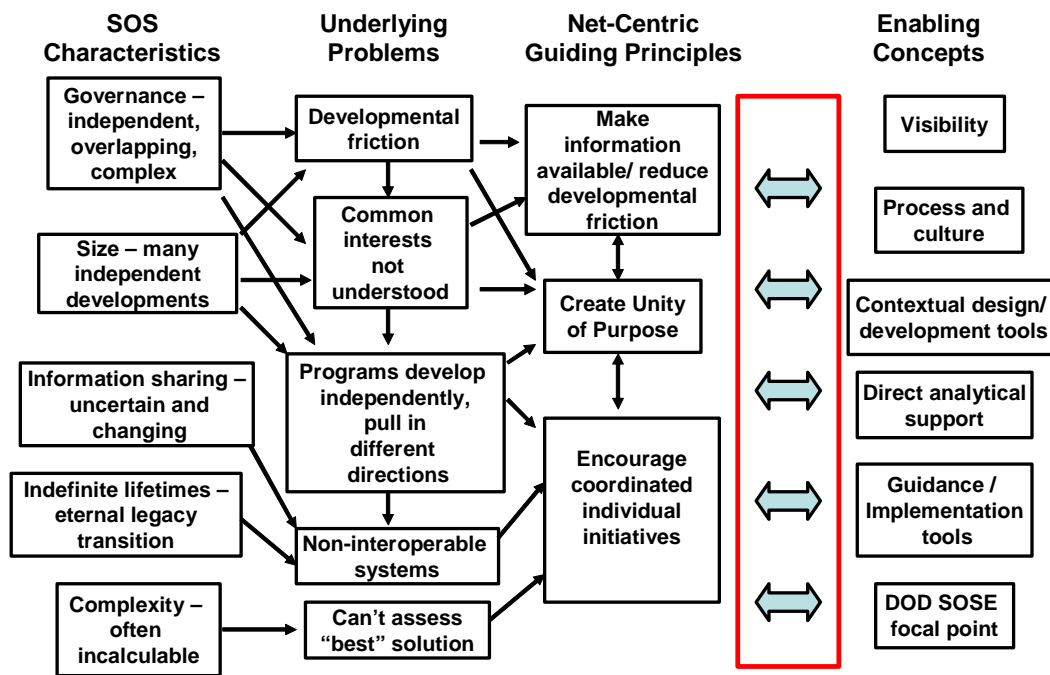 SOS
Characteristics
Underlying
Problems
Net-Centric
Guiding Principles
Enabling
Concepts
Governance –
independent,
overlapping,
complex
Size – many
independent
developments
Information sharing –
uncertain and
changing
Indefinite lifetimes –
eternal legacy
transition
Complexity –
often
incalculable
Developmental
friction
Common
interests
not
understood
Programs develop
independently,
pull in
different
directions
Non-interoperable
systems
Can't assess
“best” solution
Make
information
available/ reduce
developmental
friction
Create Unity
of Purpose
Encourage
coordinated
individual
initiatives
Visibility
Process and
culture
Contextual design/
development tools
Direct analytical
support
Guidance /
Implementation
tools
DOD SOSE
focal point